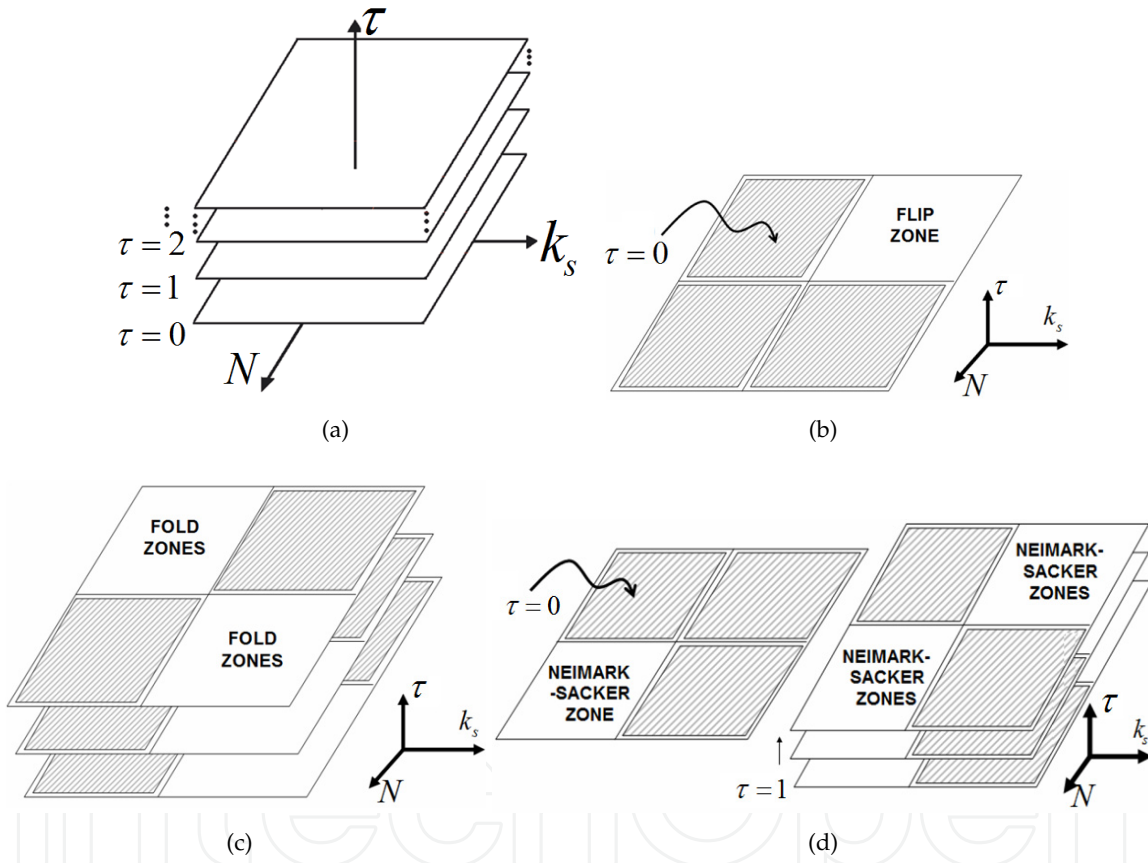 τ
τ = 2
τ = 1
τ = 0
k_s
N
(a)
FLIP
ZONE
τ = 0
τ
k_s
N
(b)
FOLD
ZONES
FOLD
ZONES
τ
k_s
N
(c)
τ = 0
NEIMARK
-SACKER
ZONE
NEIMARK-
SACKER
ZONES
NEIMARK-
SACKER
ZONES
τ = 1
τ
k_s
N
(d)
intechopen